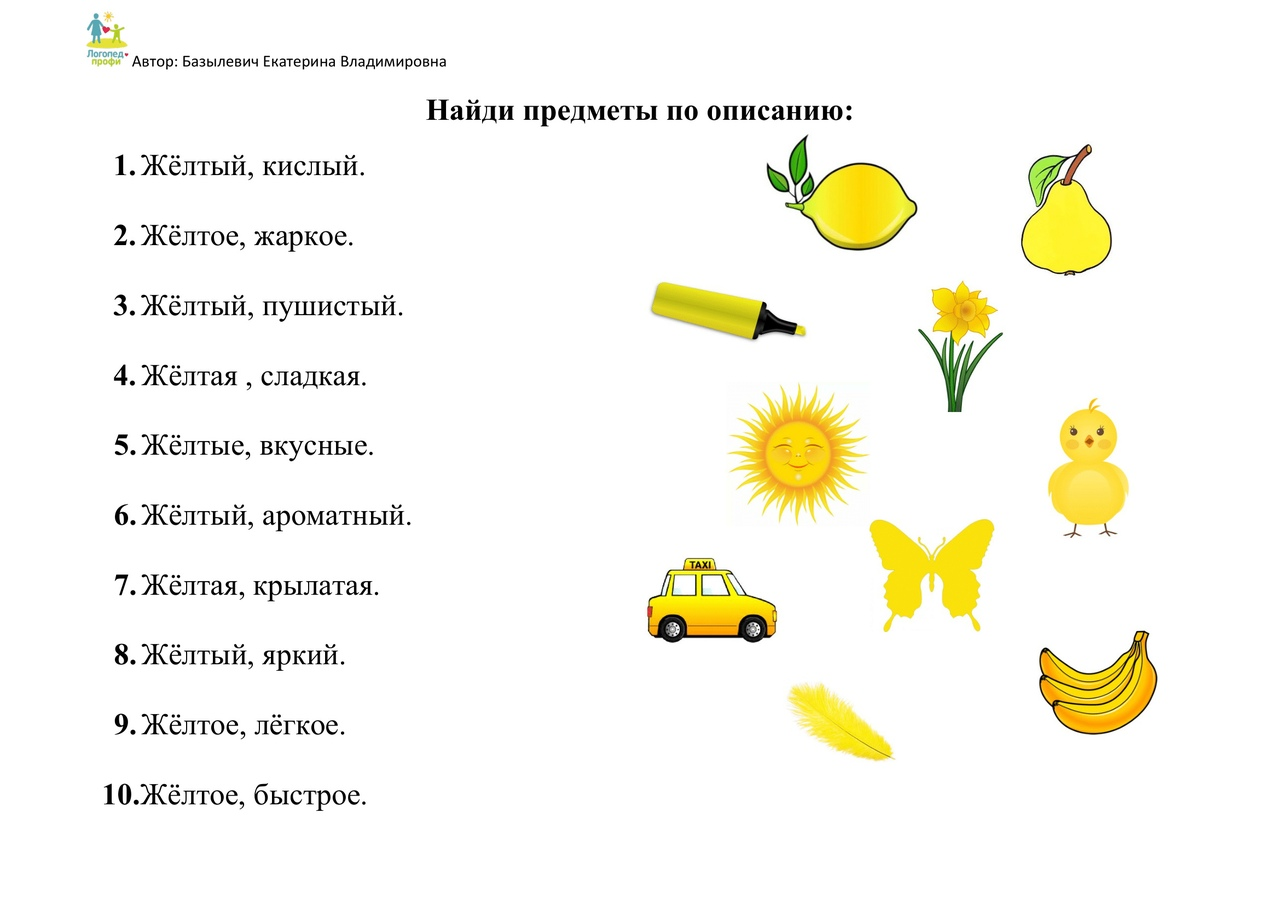 Логопед
профи
Автор: Базылевич Екатерина Владимировна
Найди предметы по описанию:
1. Жёлтый, кислый.
2. Жёлтое, жаркое.
3. Жёлтый, пушистый.
4. Жёлтая , сладкая.
5. Жёлтые, вкусные.
6. Жёлтый, ароматный.
7. Жёлтая, крылатая.
8. Жёлтый, яркий.
9. Жёлтое, лёгкое.
10.Жёлтое, быстрое.
TAXI